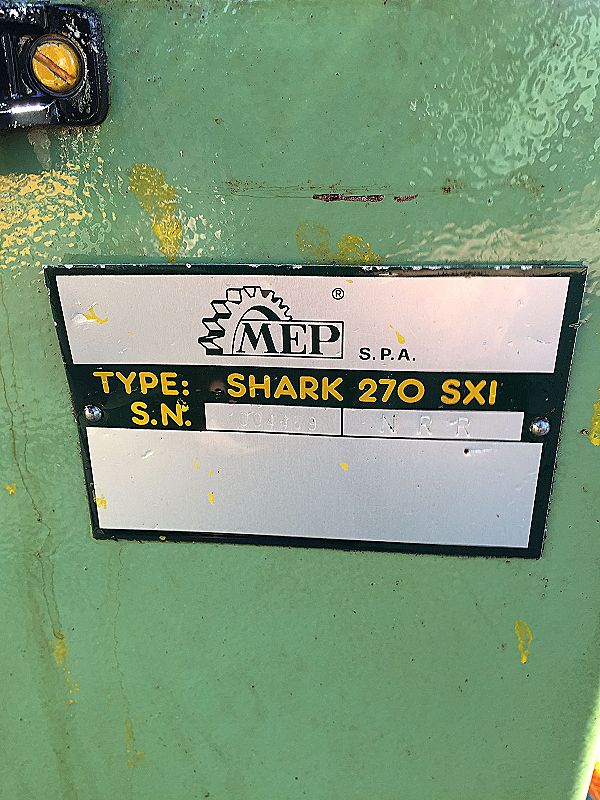 MEP ®
S.P.A.
TYPE: SHARK 270 SXI
S.N. N R R